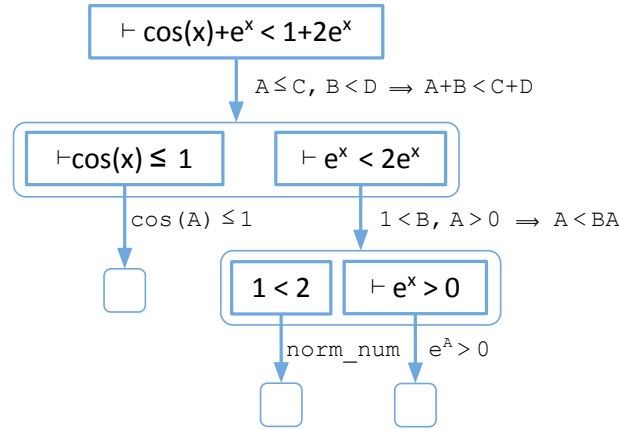 ⊢ cos(x)+eˣ < 1+2eˣ
A ≤ C, B < D ⟹ A+B < C+D
⊢cos(x) ≤ 1
⊢ eˣ < 2eˣ
cos(A) ≤ 1
1 < B, A > 0 ⟹ A < BA
1 < 2
⊢ eˣ > 0
norm_num
eᴬ > 0